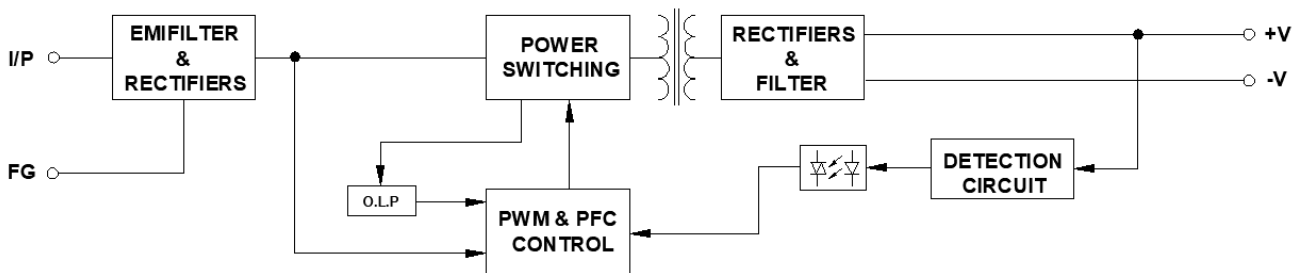 I/P
EMIFILTER
&
RECTIFIERS
POWER
SWITCHING
RECTIFIERS
&
FILTER
+V
-V
FG
O.L.P
PWM & PFC
CONTROL
DETECTION
CIRCUIT